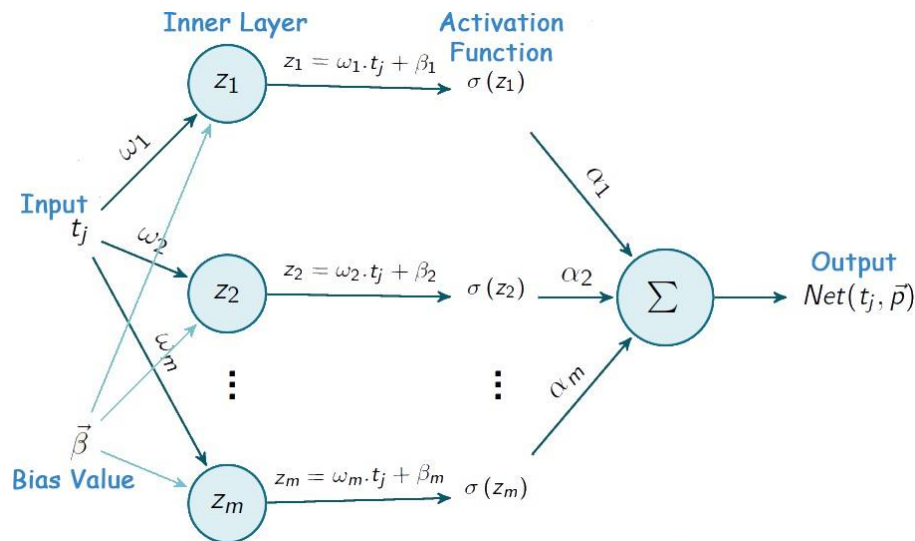 Inner Layer
Activation
Function
z₁
z₁ = ω₁.tⱼ + β₁
σ (z₁)
ω₁
α₁
Input
tⱼ
ω₂
z₂
z₂ = ω₂.tⱼ + β₂
σ (z₂)
α₂
∑
Output
Net(tⱼ, p⃗)
ωₘ
⋮
⋮
αₘ
β⃗
Bias Value
zₘ
zₘ = ωₘ.tⱼ + βₘ
σ (zₘ)